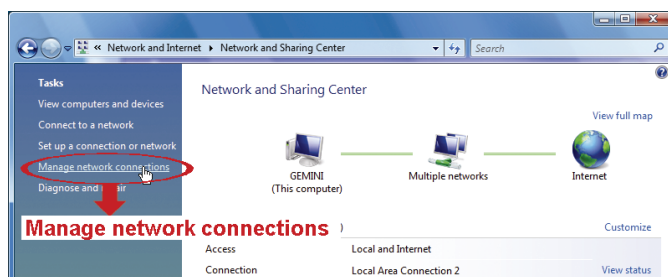 « Network and Internet ▸ Network and Sharing Center
Search
Tasks
View computers and devices
Connect to a network
Set up a connection or network
Manage network connections
Diagnose and
Network and Sharing Center
View full map
GEMINI
(This computer)
Multiple networks
Internet
Manage network connections
)
Customize
Access
Local and Internet
Connection
Local Area Connection 2
View status